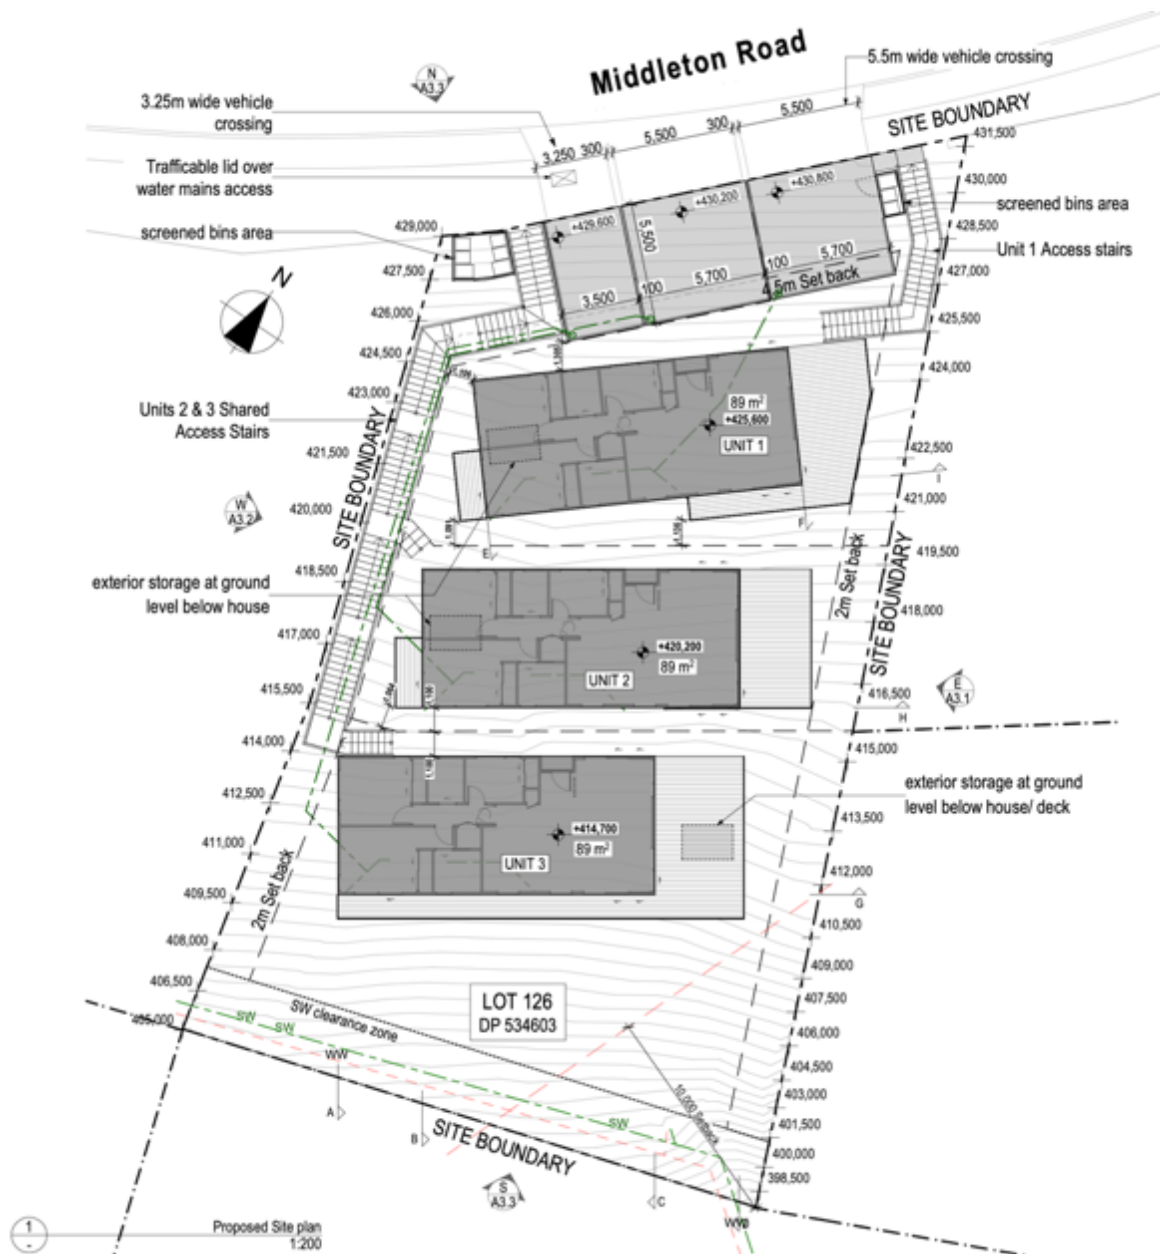 Middleton Road
5.5m wide vehicle crossing
N
A3.3
3.25m wide vehicle
crossing
5,500
300
5,500
300
3,250
SITE BOUNDARY
431,500
Trafficable lid over
water mains access
430,000
+430,800
+430,200
+429,600
screened bins area
screened bins area
429,000
428,500
5,500
Unit 1 Access stairs
427,500
427,000
5,700
100
5,700
100
3,500
4.5m Set back
N
426,000
425,500
424,500
424,000
423,000
89 m²
+425,600
UNIT 1
Units 2 & 3 Shared
Access Stairs
SITE BOUNDARY
422,500
421,500
I
421,000
W
A3.2
420,000
E
F
419,500
2m Set back
SITE BOUNDARY
418,500
exterior storage at ground
level below house
418,000
417,000
+420,200
89 m²
UNIT 2
416,500
E
A3.1
415,500
H
415,000
414,000
exterior storage at ground
level below house/ deck
412,500
413,500
+414,700
89 m²
UNIT 3
411,000
412,000
G
2m Set back
409,500
410,500
408,000
409,000
406,500
407,500
LOT 126
DP 534603
SW clearance zone
405,000
SW
SW
406,000
WW
404,500
10,000 Setback
403,000
A
B
SW
401,500
SITE BOUNDARY
400,000
398,500
S
A3.3
C
1
-
Proposed Site plan
1:200